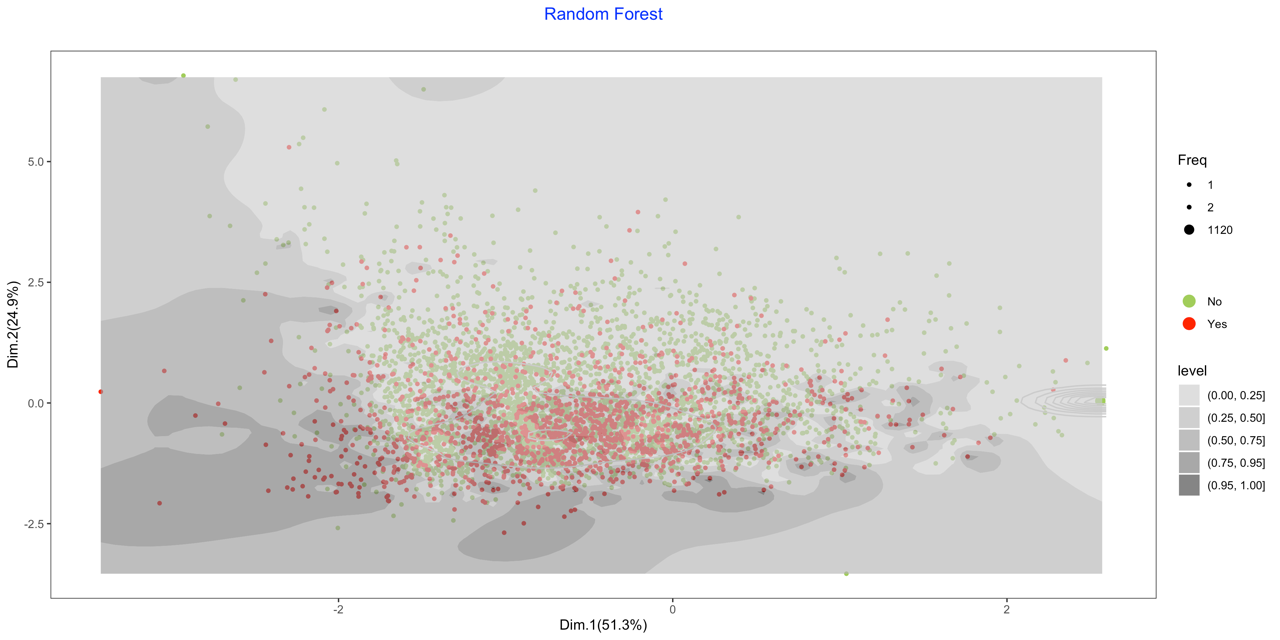 Random Forest
Dim.2(24.9%)
5.0
2.5
0.0
-2.5
-2
0
2
Dim.1(51.3%)
Freq
1
2
1120
No
Yes
level
(0.00, 0.25]
(0.25, 0.50]
(0.50, 0.75]
(0.75, 0.95]
(0.95, 1.00]